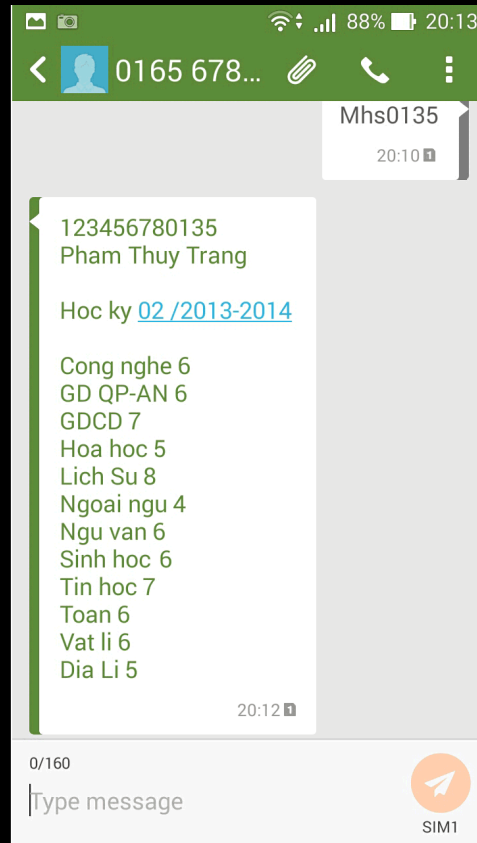 88% 20:13
0165 678...
Mhs0135
20:10 1
123456780135
Pham Thuy Trang
Hoc ky 02 /2013-2014
Cong nghe 6
GD QP-AN 6
GDCD 7
Hoa hoc 5
Lich Su 8
Ngoai ngu 4
Ngu van 6
Sinh hoc 6
Tin hoc 7
Toan 6
Vat li 6
Dia Li 5
20:12 1
0/160
Type message
SIM1